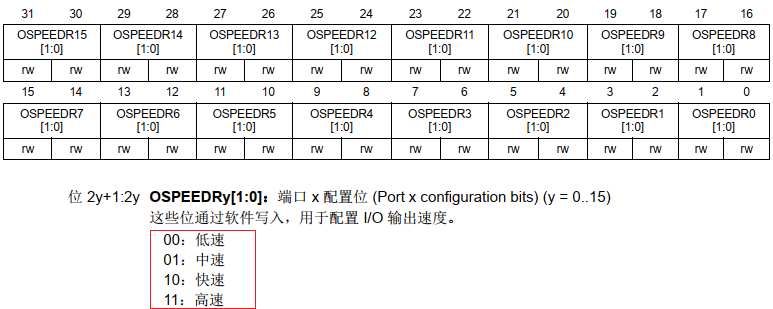 31 30 29 28 27 26 25 24 23 22 21 20 19 18 17 16
OSPEEDR15 [1:0] OSPEEDR14 [1:0] OSPEEDR13 [1:0] OSPEEDR12 [1:0] OSPEEDR11 [1:0] OSPEEDR10 [1:0] OSPEEDR9 [1:0] OSPEEDR8 [1:0]
rw rw rw rw rw rw rw rw rw rw rw rw rw rw rw rw
15 14 13 12 11 10 9 8 7 6 5 4 3 2 1 0
OSPEEDR7 [1:0] OSPEEDR6 [1:0] OSPEEDR5 [1:0] OSPEEDR4 [1:0] OSPEEDR3 [1:0] OSPEEDR2 [1:0] OSPEEDR1 [1:0] OSPEEDR0 [1:0]
rw rw rw rw rw rw rw rw rw rw rw rw rw rw rw rw
位 2y+1:2y OSPEEDRy[1:0]：端口 x 配置位 (Port x configuration bits) (y = 0..15)
这些位通过软件写入，用于配置 I/O 输出速度。
00：低速
01：中速
10：快速
11：高速